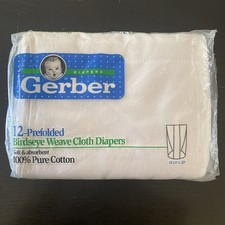 DIAPERS
Gerber
12-Prefolded
Birdseye Weave Cloth Diapers
Soft & absorbent
100% Pure Cotton